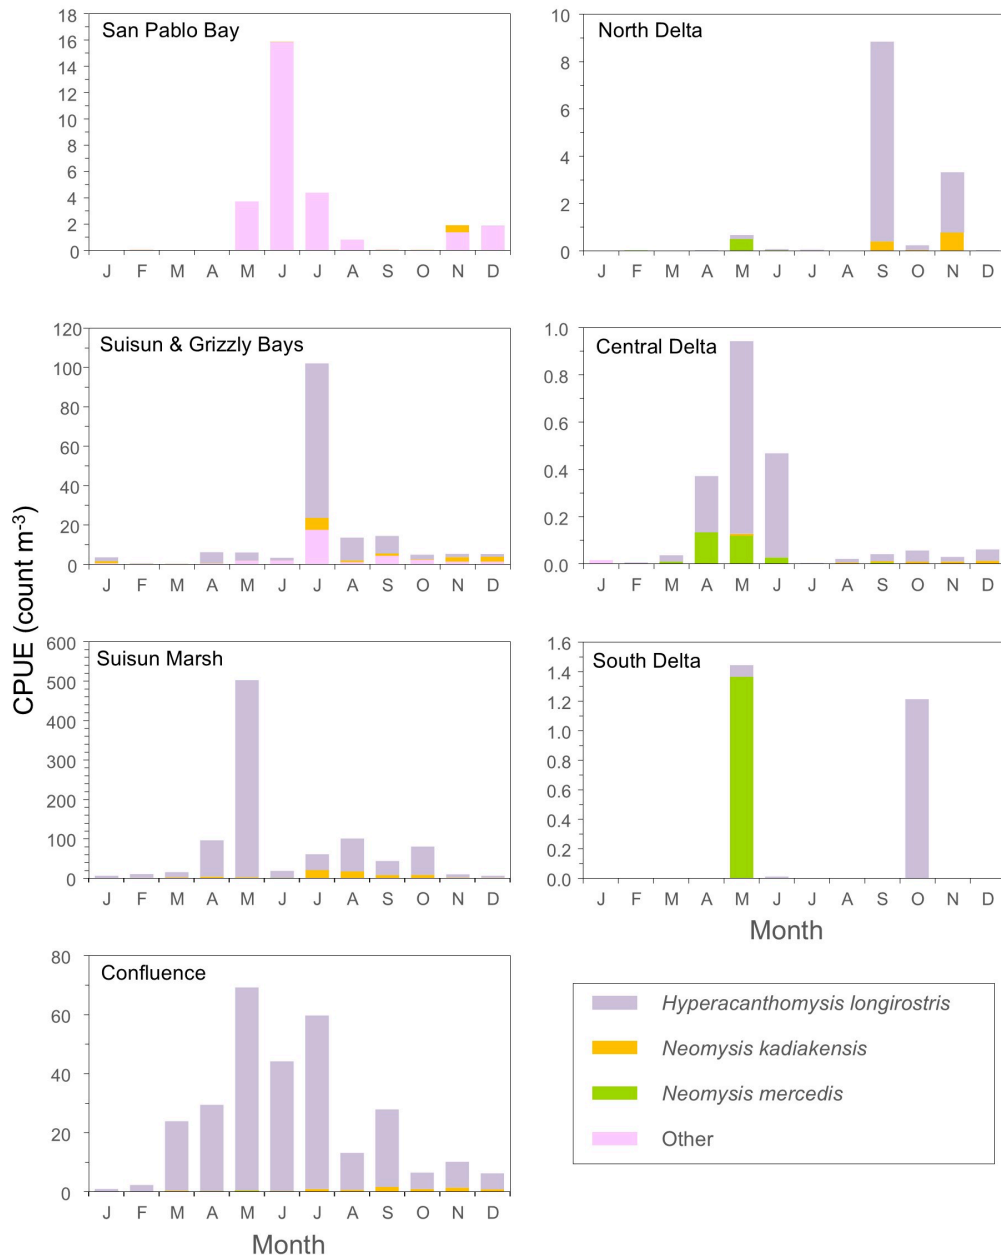 San Pablo Bay
18
16
14
12
10
8
6
4
2
0
J F M A M J J A S O N D
North Delta
10
8
6
4
2
0
J F M A M J J A S O N D
Suisun & Grizzly Bays
120
100
80
60
40
20
0
J F M A M J J A S O N D
Central Delta
1.0
0.8
0.6
0.4
0.2
0.0
J F M A M J J A S O N D
CPUE (count m-3)
Suisun Marsh
600
500
400
300
200
100
0
J F M A M J J A S O N D
South Delta
1.6
1.4
1.2
1.0
0.8
0.6
0.4
0.2
0.0
J F M A M J J A S O N D
Month
Confluence
80
60
40
20
0
J F M A M J J A S O N D
Month
Hyperacanthomysis longirostris
Neomysis kadiakensis
Neomysis mercedis
Other